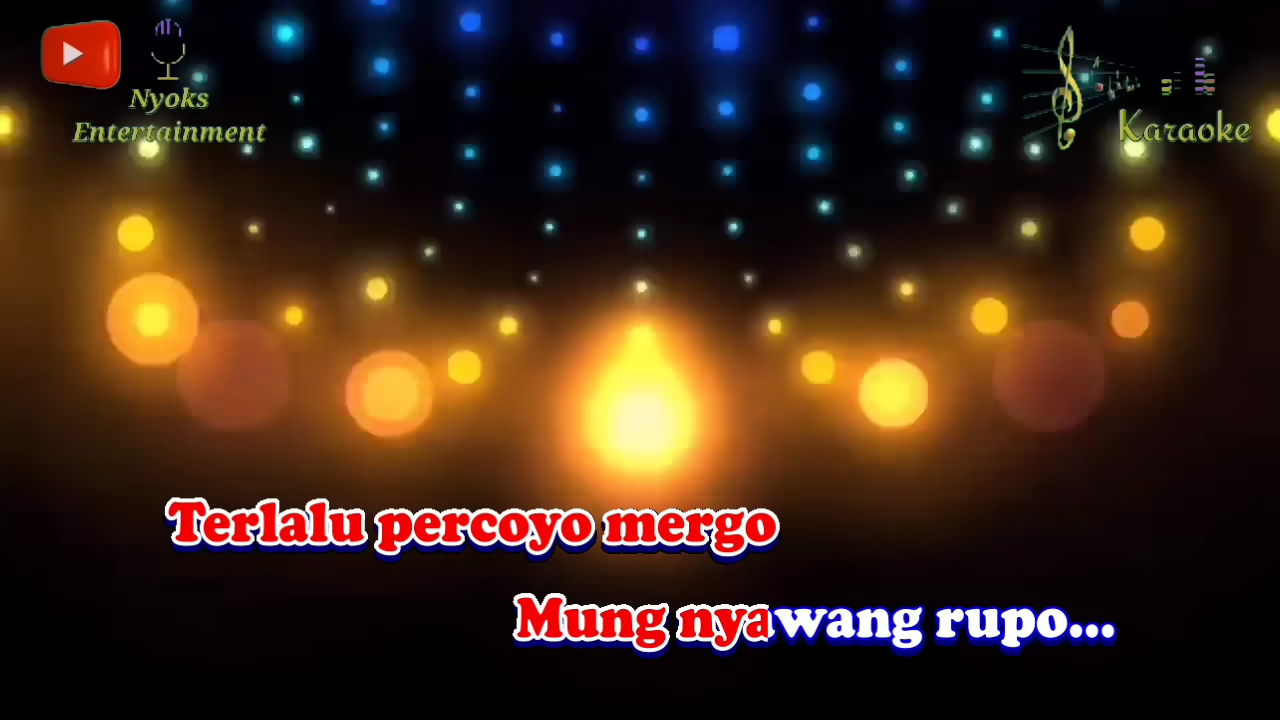 Nyoks
Entertainment
Karaoke
Terlalu percoyo mergo
Mung nyawang rupo...